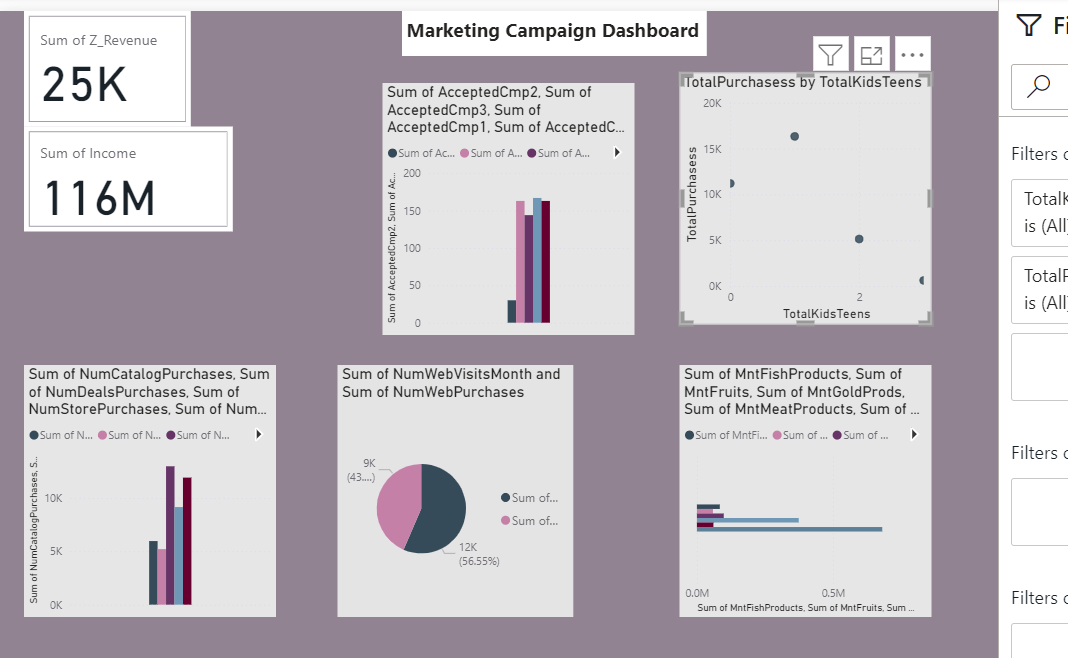 Marketing Campaign Dashboard
Sum of Z_Revenue
25K
Sum of Income
116M
Sum of AcceptedCmp2, Sum of
AcceptedCmp3, Sum of
AcceptedCmp1, Sum of AcceptedC...
Sum of Ac... Sum of A... Sum of A...
Sum of AcceptedCmp2, Sum of Ac...
200
150
100
50
0
TotalPurchasess by TotalKidsTeens
TotalPurchasess
20K
15K
10K
5K
0K
0 2
TotalKidsTeens
Sum of NumCatalogPurchases, Sum
of NumDealsPurchases, Sum of
NumStorePurchases, Sum of Num...
Sum of N... Sum of N... Sum of N...
Sum of NumCatalogPurchases, S...
10K
5K
0K
Sum of NumWebVisitsMonth and
Sum of NumWebPurchases
9K
(43....)
12K
(56.55%)
Sum of...
Sum of...
Sum of MntFishProducts, Sum of
MntFruits, Sum of MntGoldProds,
Sum of MntMeatProducts, Sum of ...
Sum of MntFi... Sum of ... Sum of ...
0.0M 0.5M
Sum of MntFishProducts, Sum of MntFruits, Sum ...
Fi
Filters o
TotalK
is (All)
TotalP
is (All)
Filters o
Filters o